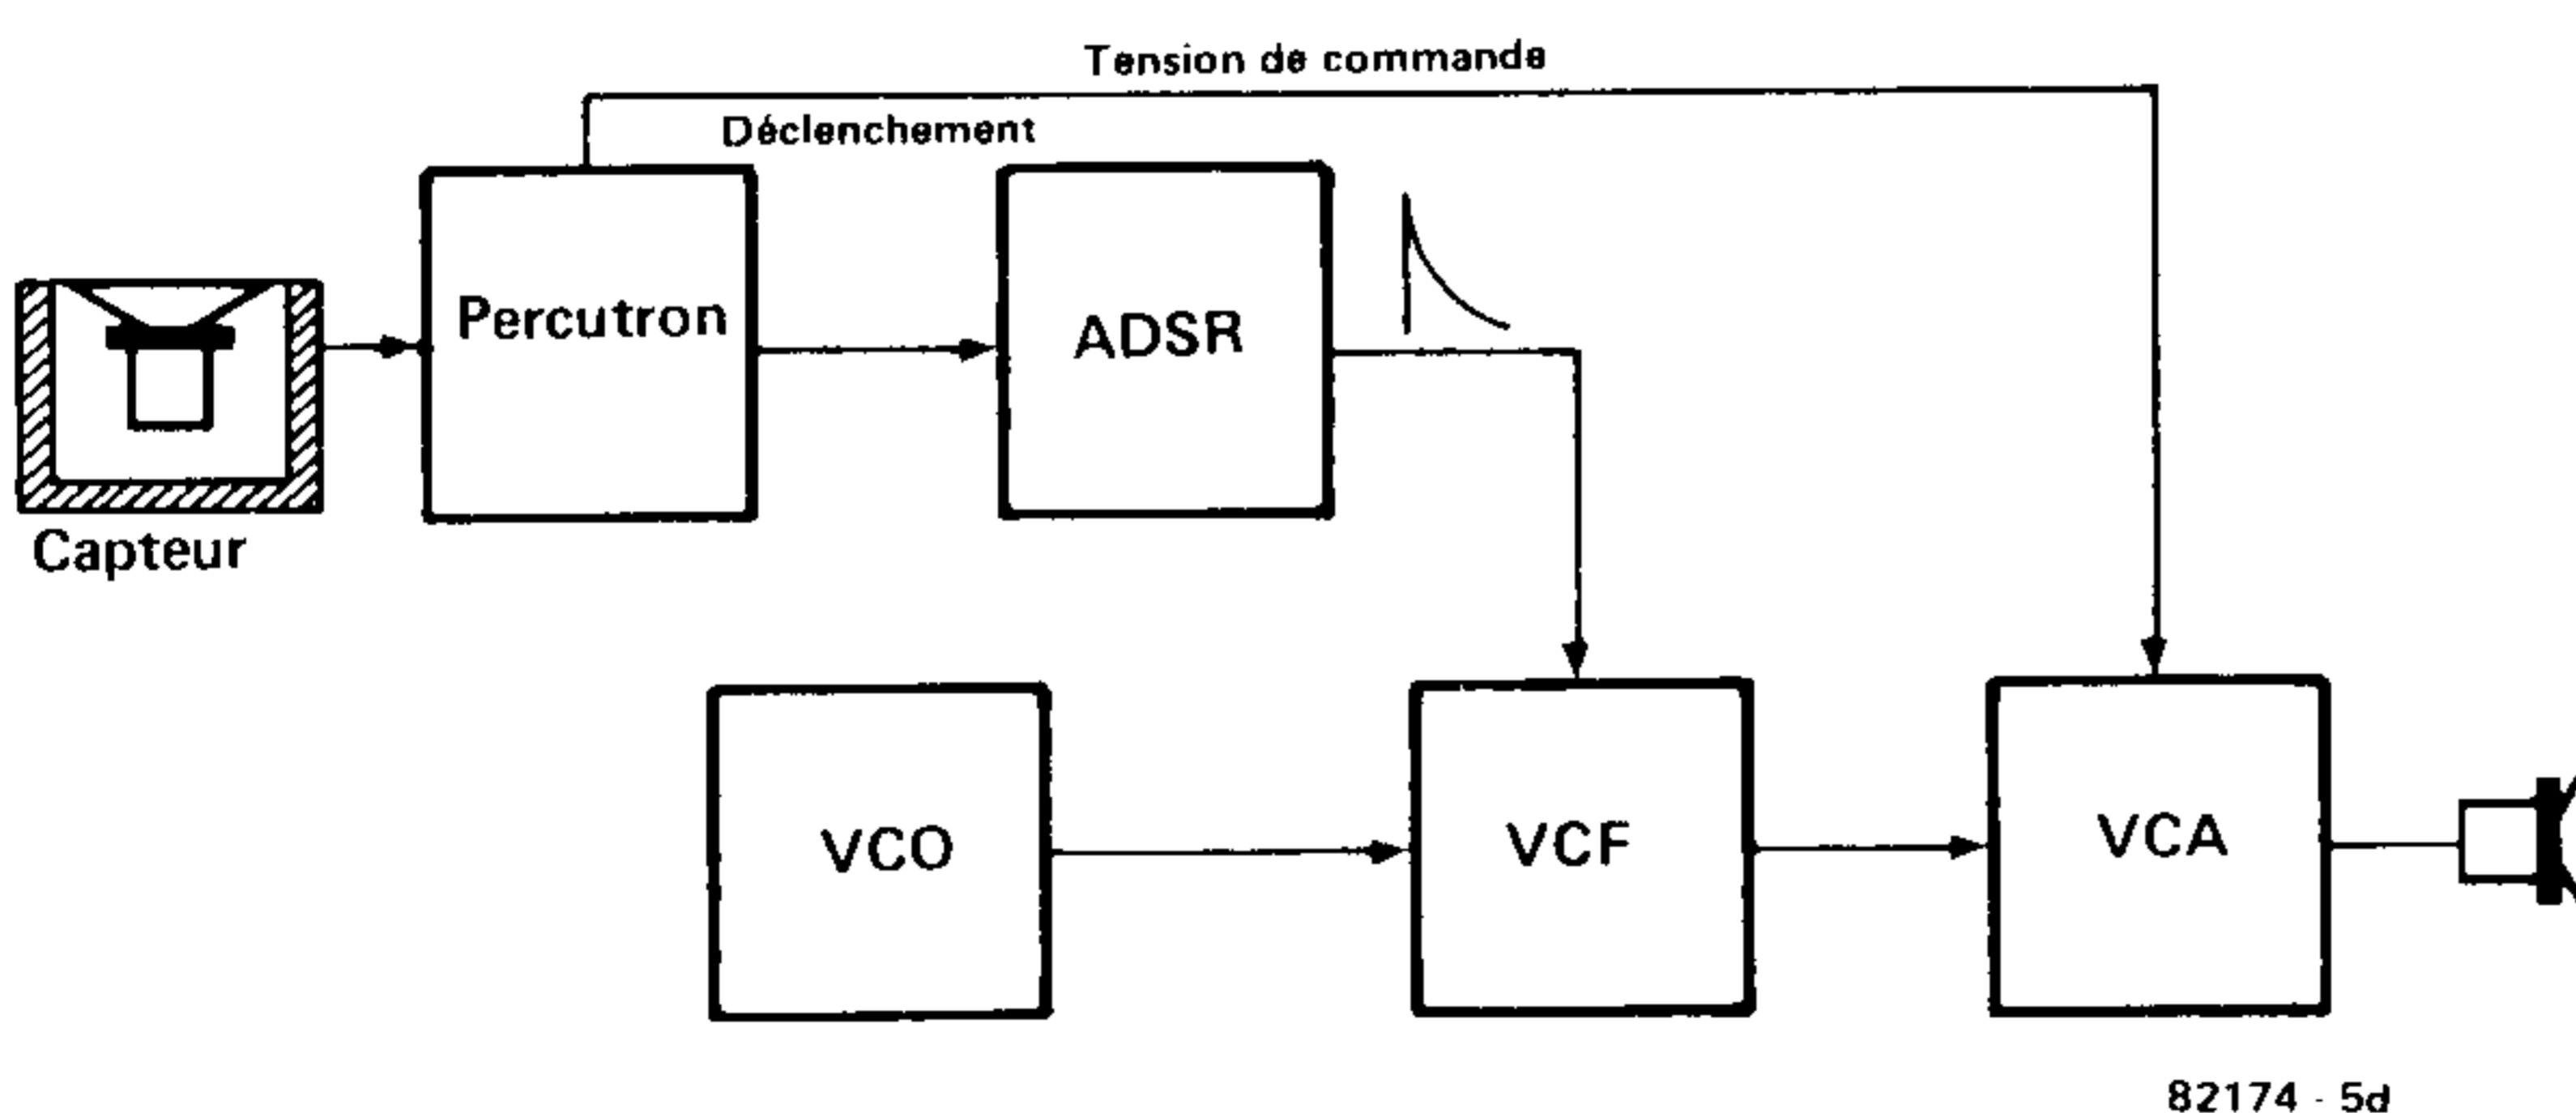 Tension de commande
Déclenchement
Percutron
ADSR
Capteur
VCO
VCF
VCA
82174 - 5d